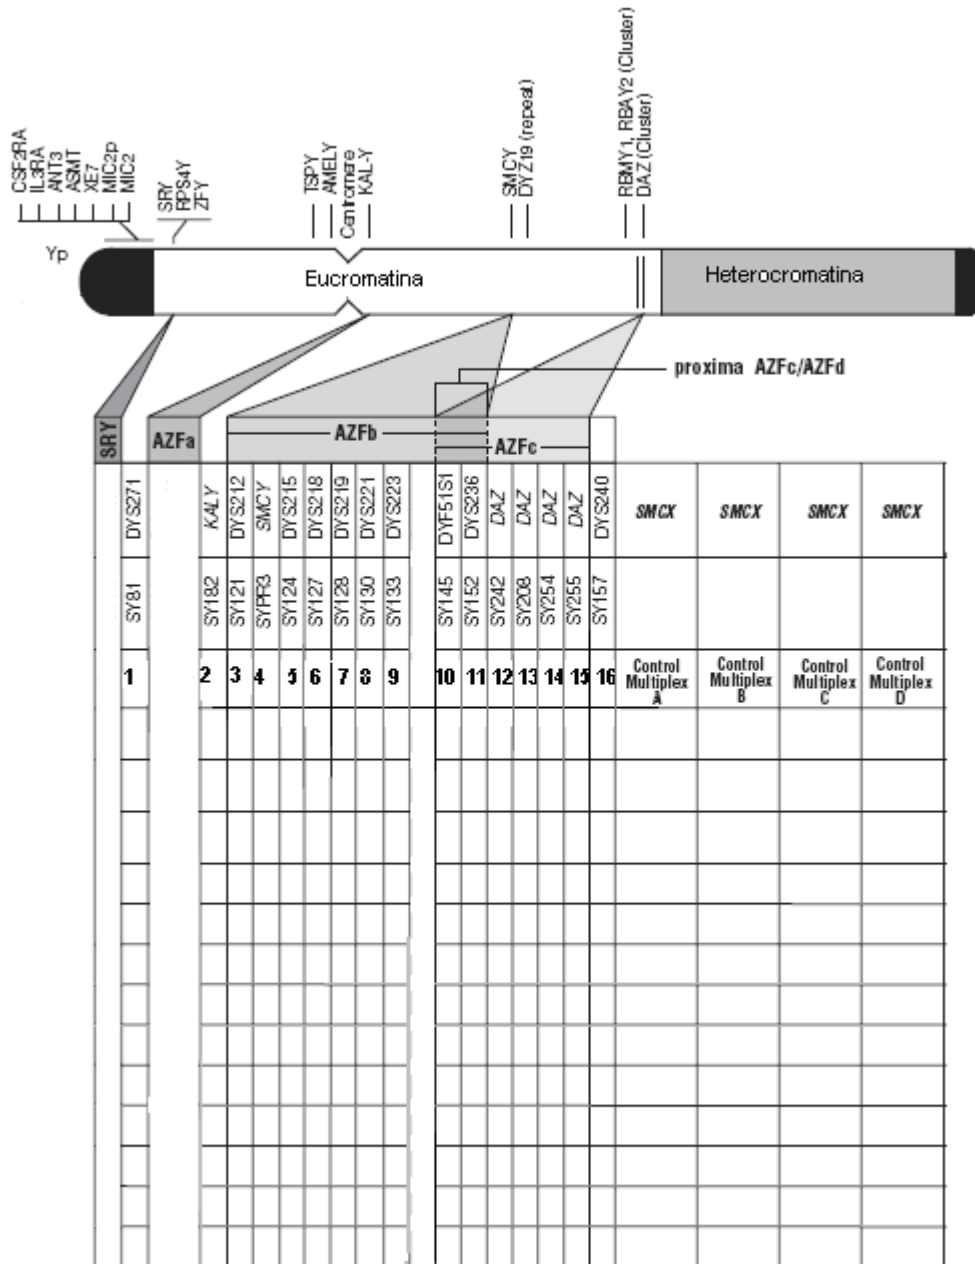 CSF2RA
IL3RA
ANT3
ASMT
XE7
MIC2p
MIC2
SRY
RPS4Y
ZFY
TSPY
AMELY
Centromere
KAL-Y
SMCY
DYZ19 (repeat)
RBMY1, RBAY2 (Cluster)
DAZ (Cluster)
Yp
Eucromatina
Heterocromatina
proxima AZFc/AZFd
SRY
AZFa
AZFb
AZFc
DYS271
KALY
DYS212
SMCY
DYS215
DYS218
DYS219
DYS221
DYS223
DYF51S1
DYS236
DAZ
DAZ
DAZ
DAZ
DYS240
SMCX
SMCX
SMCX
SMCX
SY81
SY182
SY121
SYPR3
SY124
SY127
SY128
SY130
SY133
SY145
SY152
SY242
SY208
SY254
SY255
SY157
1 2 3 4 5 6 7 8 9 10 11 12 13 14 15 16
Control
Multiplex
A
Control
Multiplex
B
Control
Multiplex
C
Control
Multiplex
D